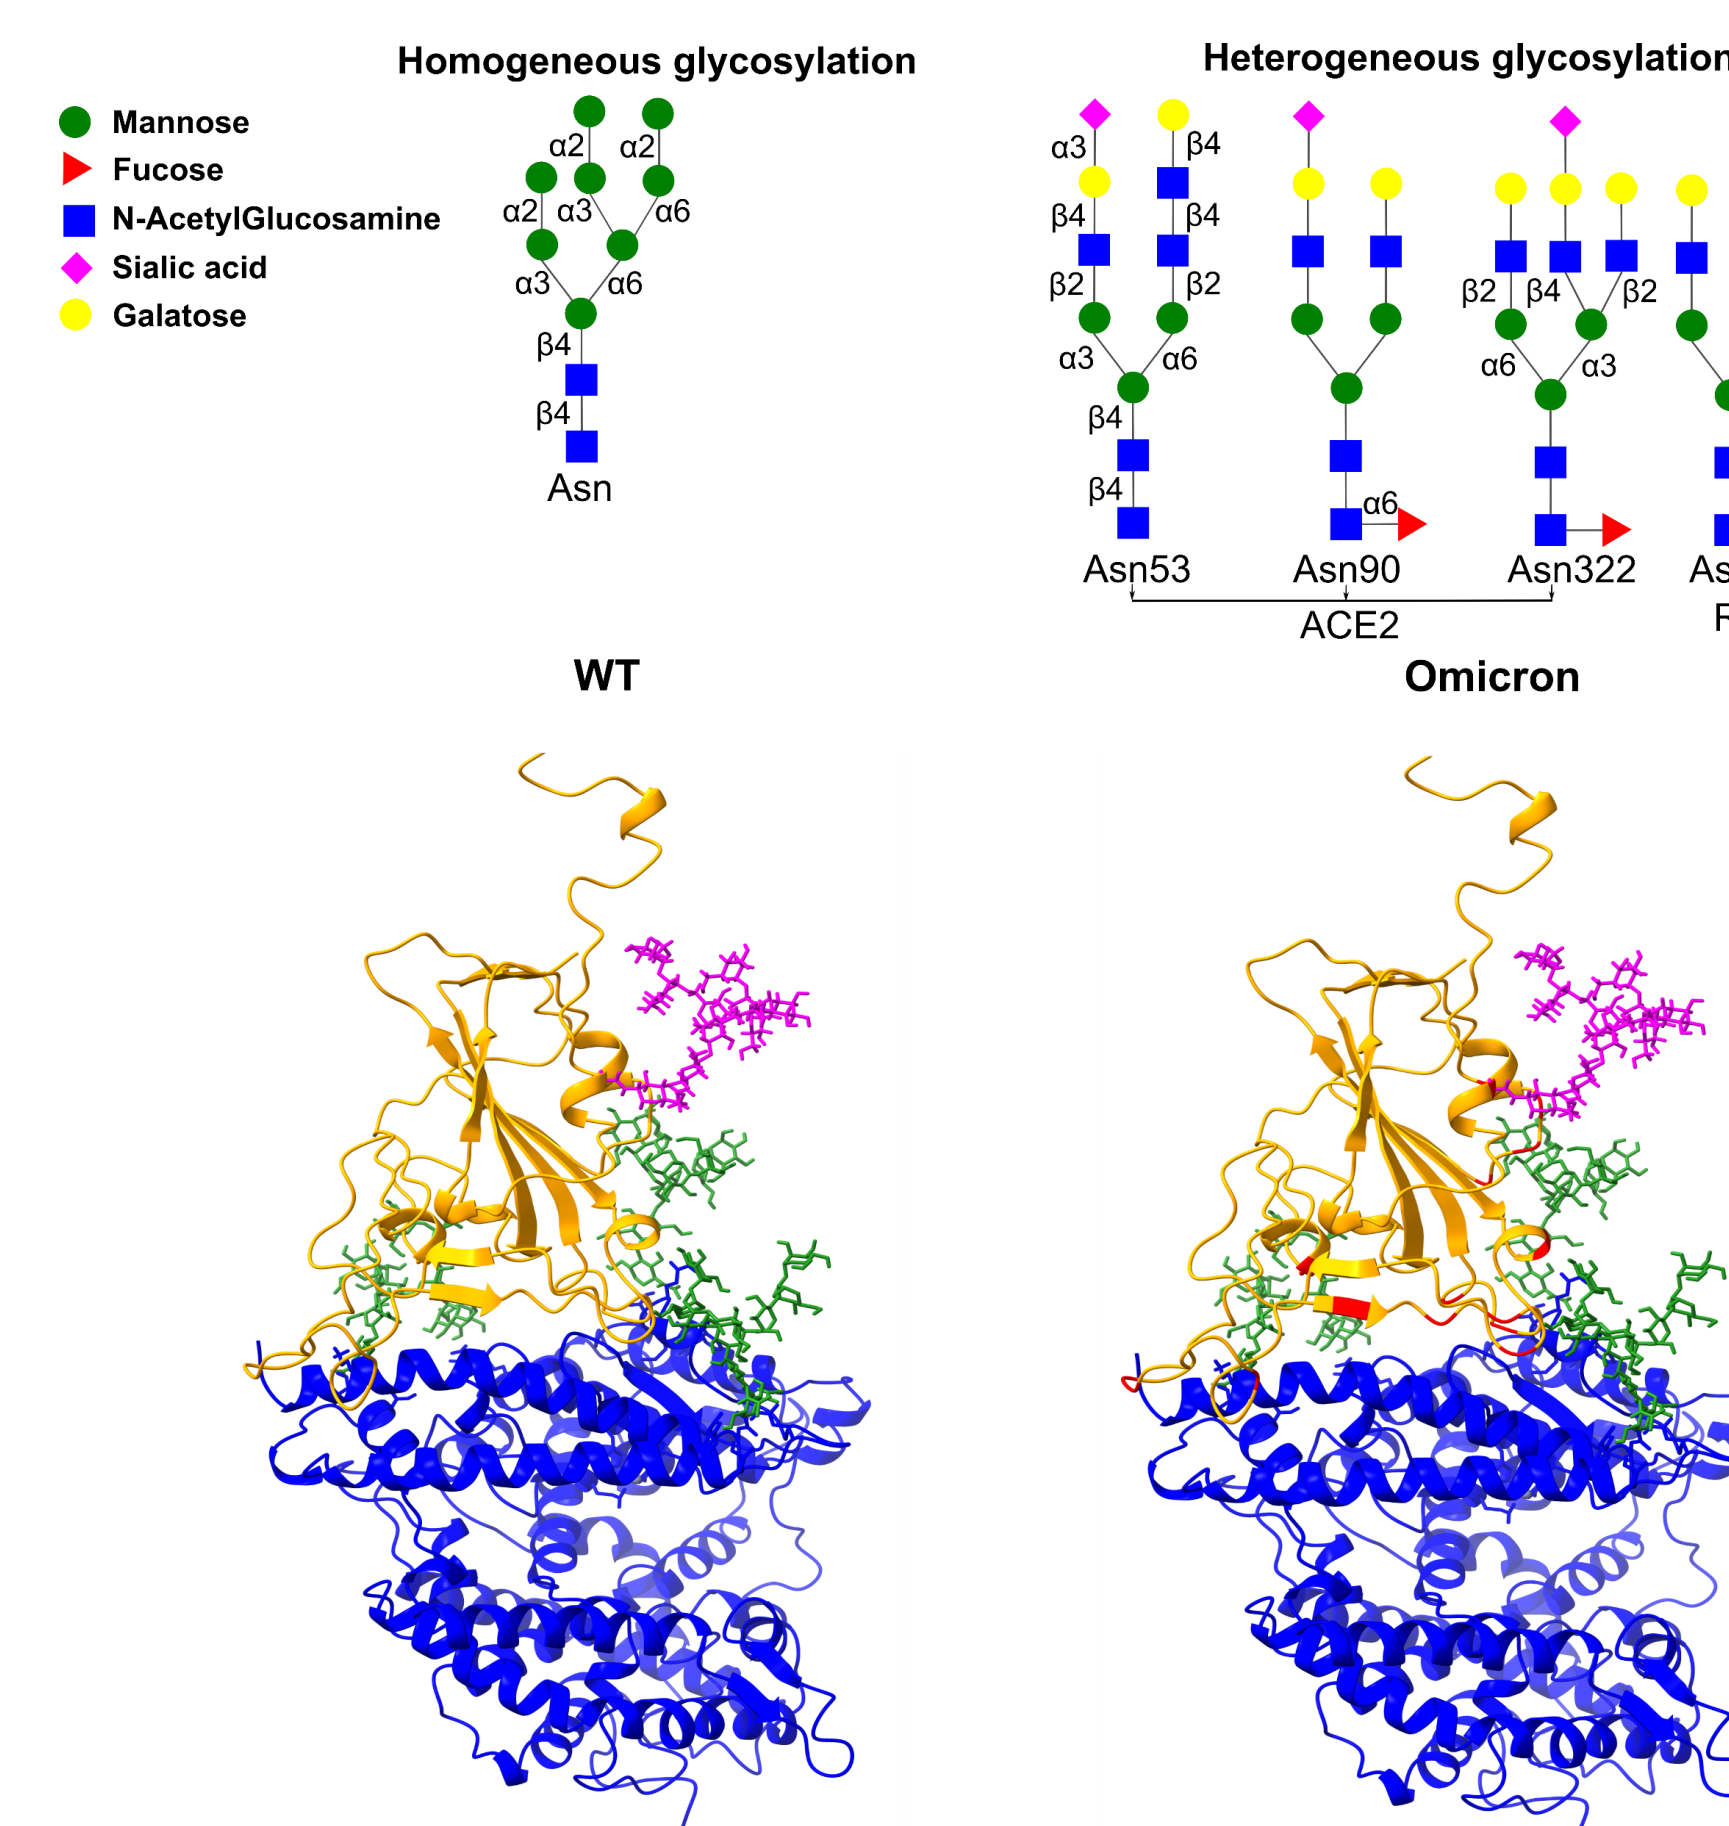 Homogeneous glycosylation
Heterogeneous glycosylation
Mannose
Fucose
N-AcetylGlucosamine
Sialic acid
Galatose
α2
α2
α2
α3
α6
α3
α6
β4
β4
Asn
α3
β4
β4
β4
β2
β2
α3
α6
β4
β4
Asn53
α6
Asn90
β2
β4
β2
α6
α3
Asn322
As
ACE2
R
WT
Omicron